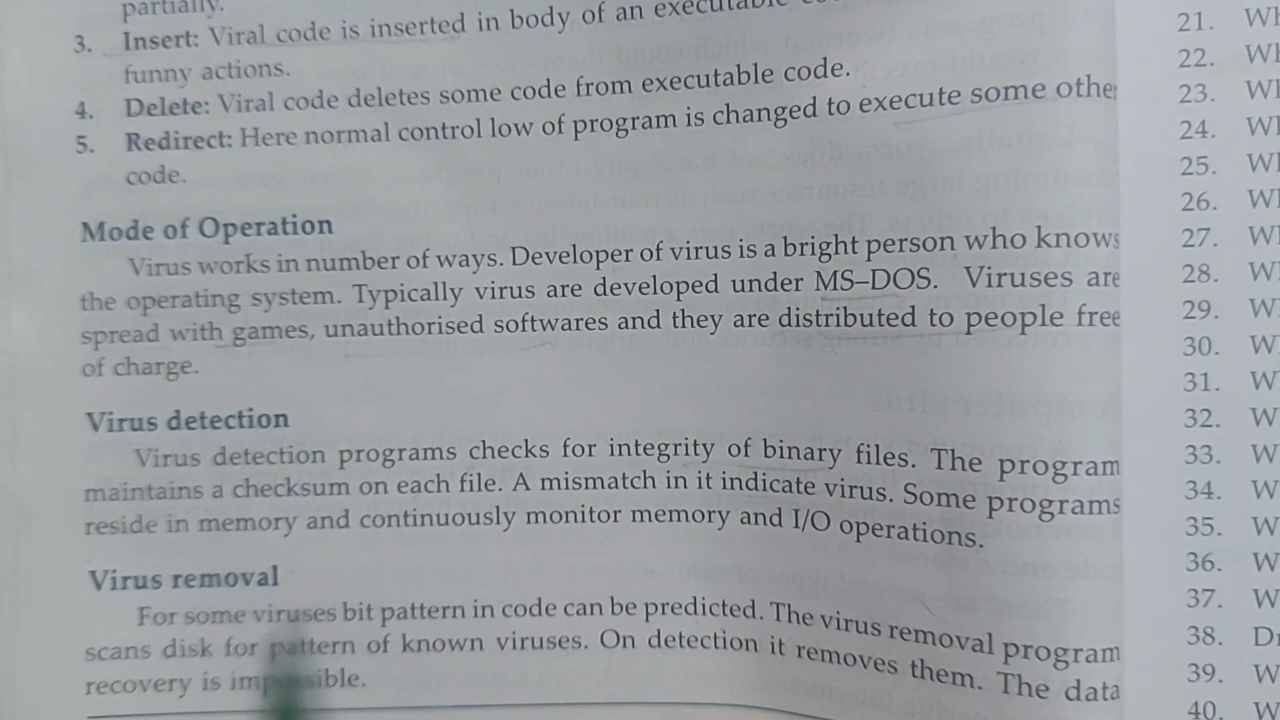 partially.
3. Insert: Viral code is inserted in body of an executable
funny actions.
4. Delete: Viral code deletes some code from executable code.
5. Redirect: Here normal control low of program is changed to execute some other
code.
Mode of Operation
Virus works in number of ways. Developer of virus is a bright person who knows
the operating system. Typically virus are developed under MS–DOS. Viruses are
spread with games, unauthorised softwares and they are distributed to people free
of charge.
Virus detection
Virus detection programs checks for integrity of binary files. The program
maintains a checksum on each file. A mismatch in it indicate virus. Some programs
reside in memory and continuously monitor memory and I/O operations.
Virus removal
For some viruses bit pattern in code can be predicted. The virus removal program
scans disk for pattern of known viruses. On detection it removes them. The data
recovery is impossible.
21.
22.
23.
24.
25.
26.
27.
28.
29.
30.
31.
32.
33.
34.
35.
36.
37.
38.
39.
40.